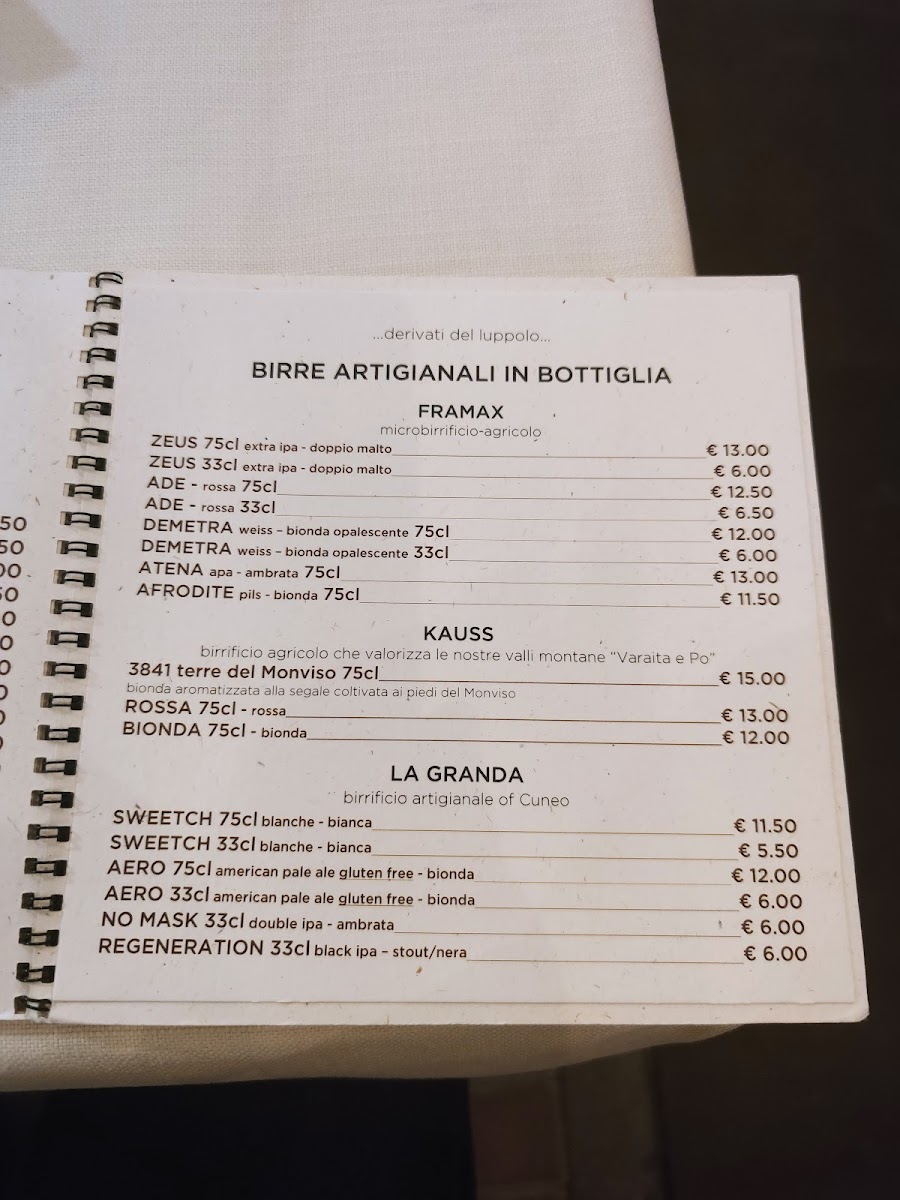 ...derivati del luppolo...
BIRRE ARTIGIANALI IN BOTTIGLIA
FRAMAX
microbirrificio-agricolo
ZEUS 75cl extra ipa - doppio malto € 13.00
ZEUS 33cl extra ipa - doppio malto € 6.00
ADE - rossa 75cl € 12.50
ADE - rossa 33cl € 6.50
DEMETRA weiss – bionda opalescente 75cl € 12.00
DEMETRA weiss – bionda opalescente 33cl € 6.00
ATENA apa - ambrata 75cl € 13.00
AFRODITE pils - bionda 75cl € 11.50
KAUSS
birrificio agricolo che valorizza le nostre valli montane "Varaita e Po"
3841 terre del Monviso 75cl € 15.00
bionda aromatizzata alla segale coltivata ai piedi del Monviso
ROSSA 75cl - rossa € 13.00
BIONDA 75cl - bionda € 12.00
LA GRANDA
birrificio artigianale of Cuneo
SWEETCH 75cl blanche - bianca € 11.50
SWEETCH 33cl blanche - bianca € 5.50
AERO 75cl american pale ale gluten free - bionda € 12.00
AERO 33cl american pale ale gluten free - bionda € 6.00
NO MASK 33cl double ipa - ambrata € 6.00
REGENERATION 33cl black ipa – stout/nera € 6.00